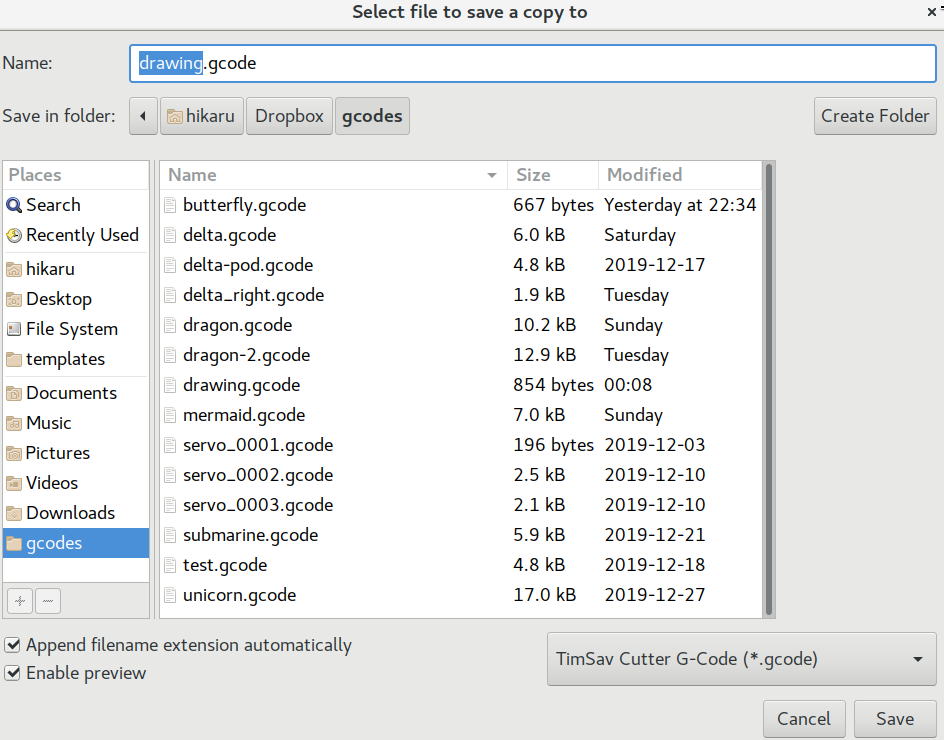 Select file to save a copy to
Name: drawing.gcode
Save in folder: hikaru Dropbox gcodes Create Folder
Places
Search
Recently Used
hikaru
Desktop
File System
templates
Documents
Music
Pictures
Videos
Downloads
gcodes
Name Size Modified
butterfly.gcode 667 bytes Yesterday at 22:34
delta.gcode 6.0 kB Saturday
delta-pod.gcode 4.8 kB 2019-12-17
delta_right.gcode 1.9 kB Tuesday
dragon.gcode 10.2 kB Sunday
dragon-2.gcode 12.9 kB Tuesday
drawing.gcode 854 bytes 00:08
mermaid.gcode 7.0 kB Sunday
servo_0001.gcode 196 bytes 2019-12-03
servo_0002.gcode 2.5 kB 2019-12-10
servo_0003.gcode 2.1 kB 2019-12-10
submarine.gcode 5.9 kB 2019-12-21
test.gcode 4.8 kB 2019-12-18
unicorn.gcode 17.0 kB 2019-12-27
Append filename extension automatically
Enable preview
TimSav Cutter G-Code (*.gcode)
Cancel Save